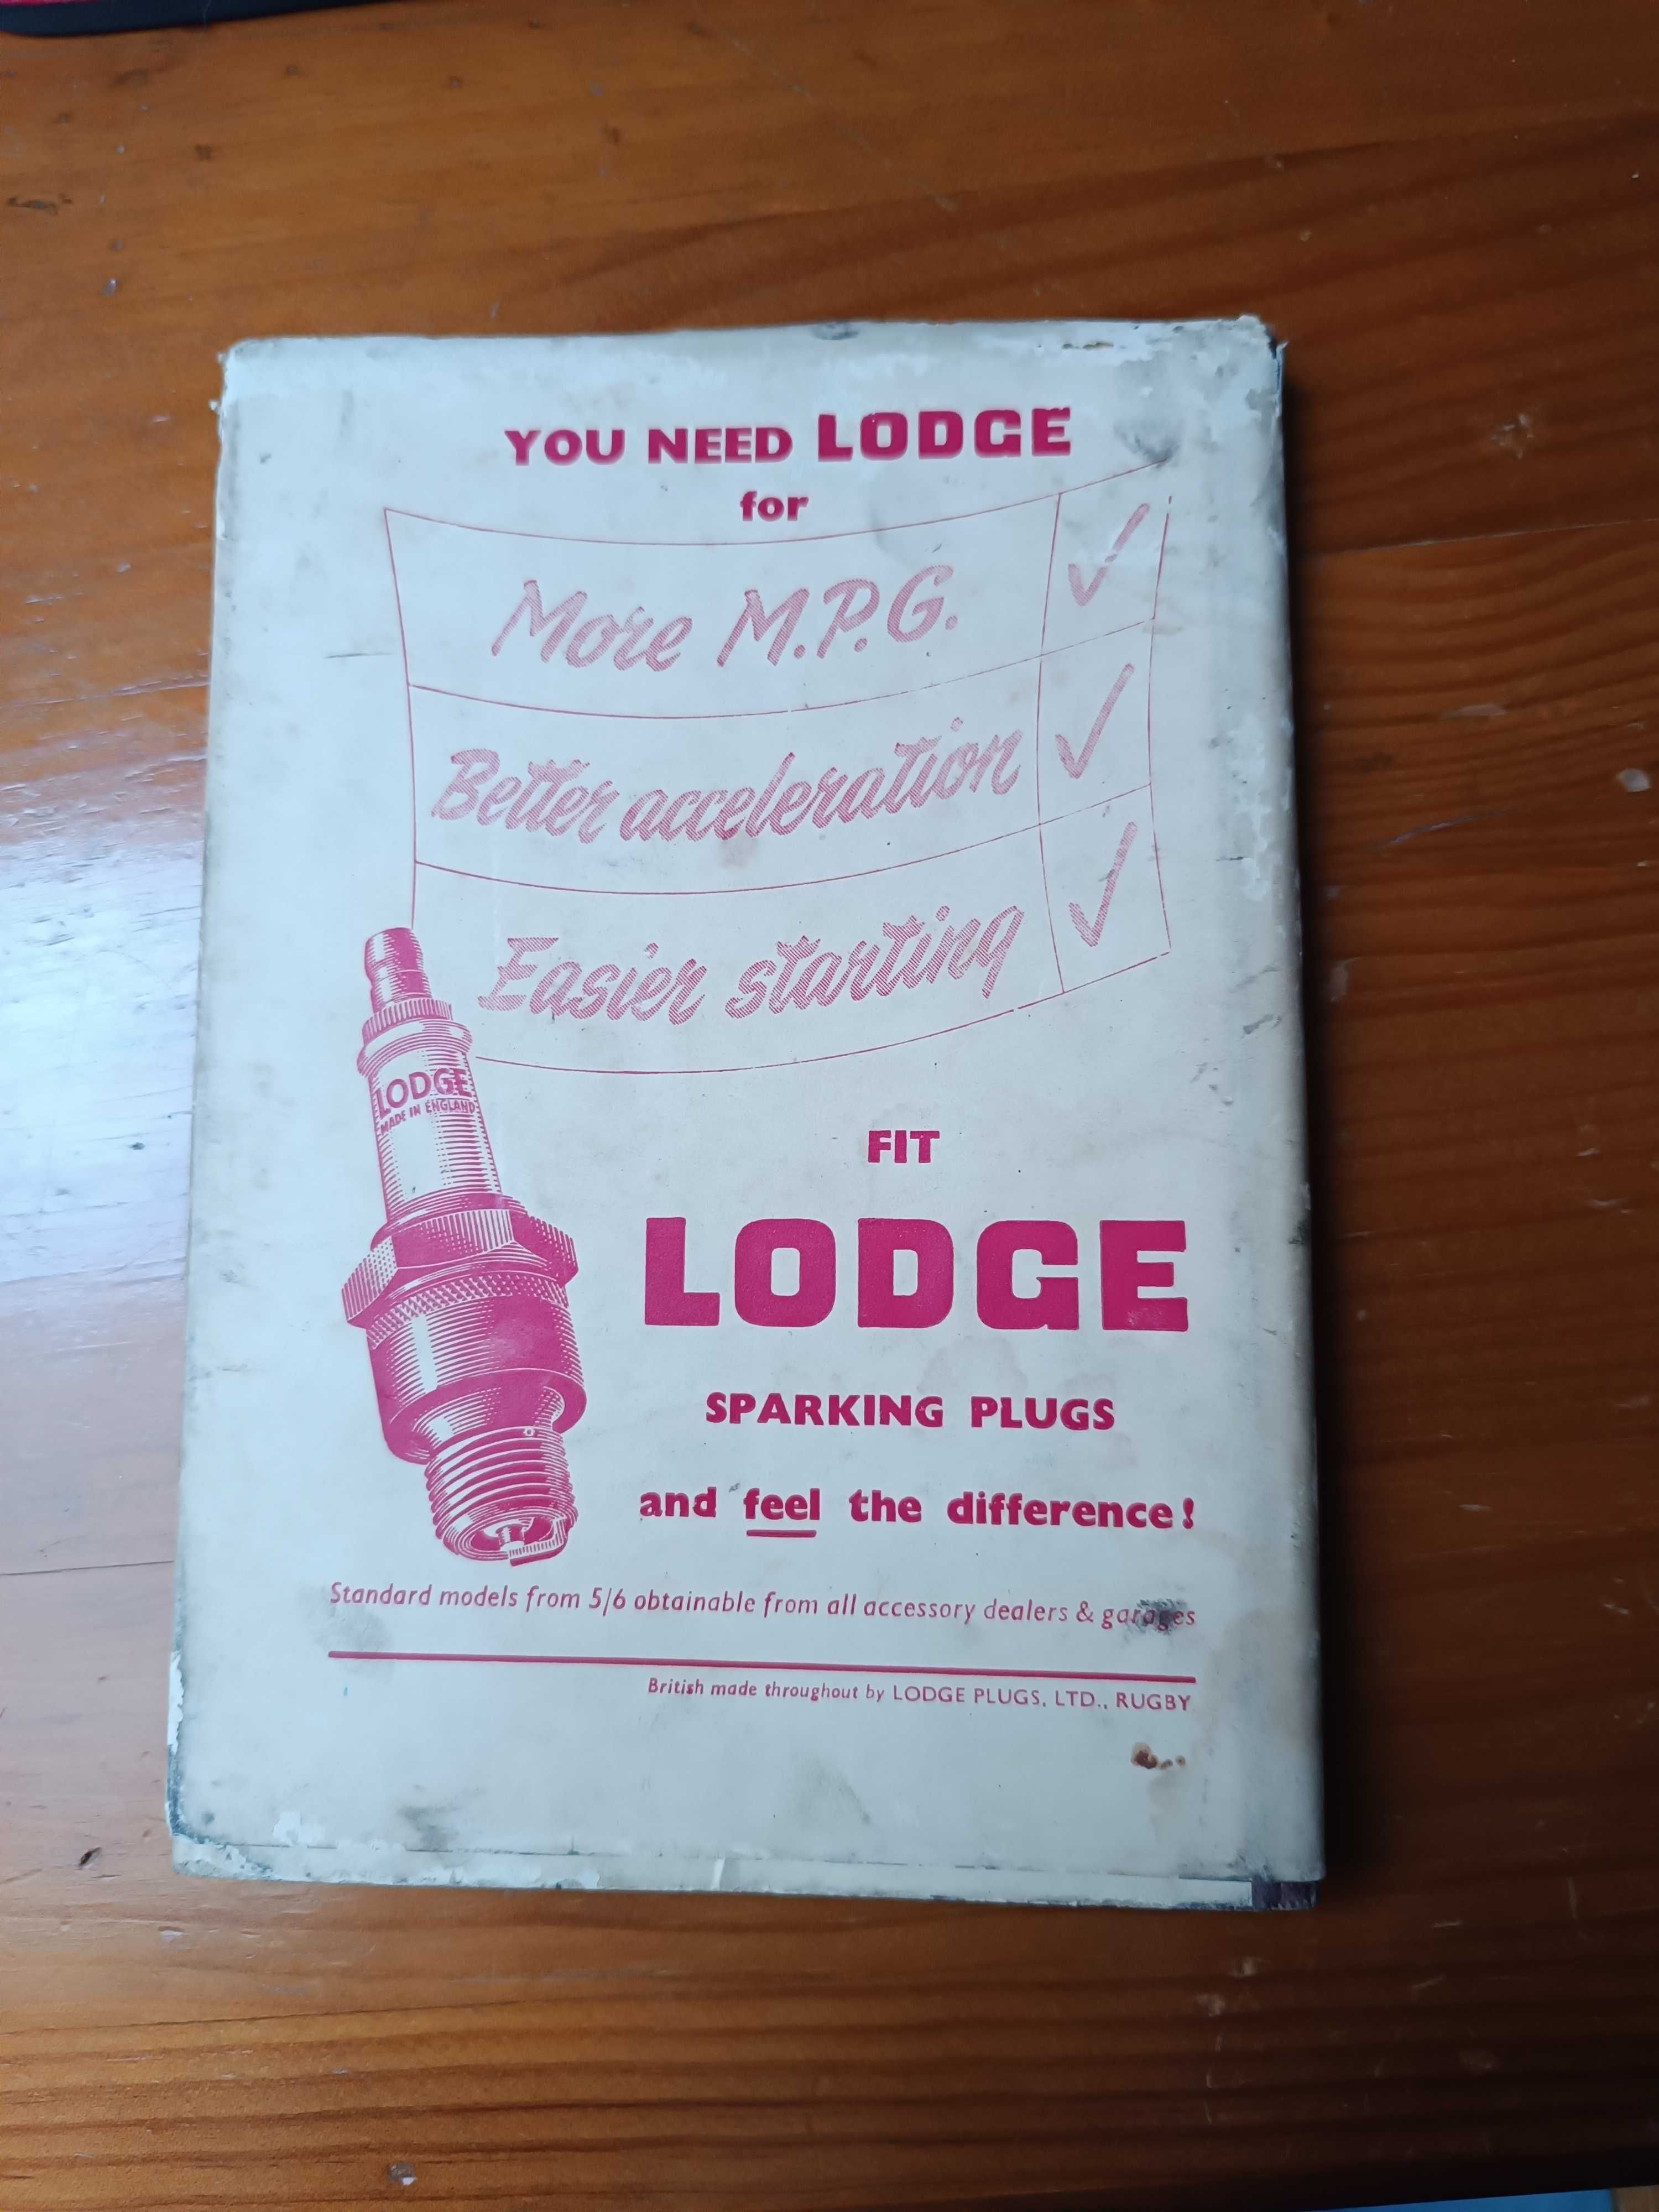 YOU NEED LODGE
for
More M.P.G.
Better acceleration
Easier starting
LODGE
MADE IN ENGLAND
FIT
LODGE
SPARKING PLUGS
and feel the difference!
Standard models from 5/6 obtainable from all accessory dealers & garages
British made throughout by LODGE PLUGS, LTD., RUGBY